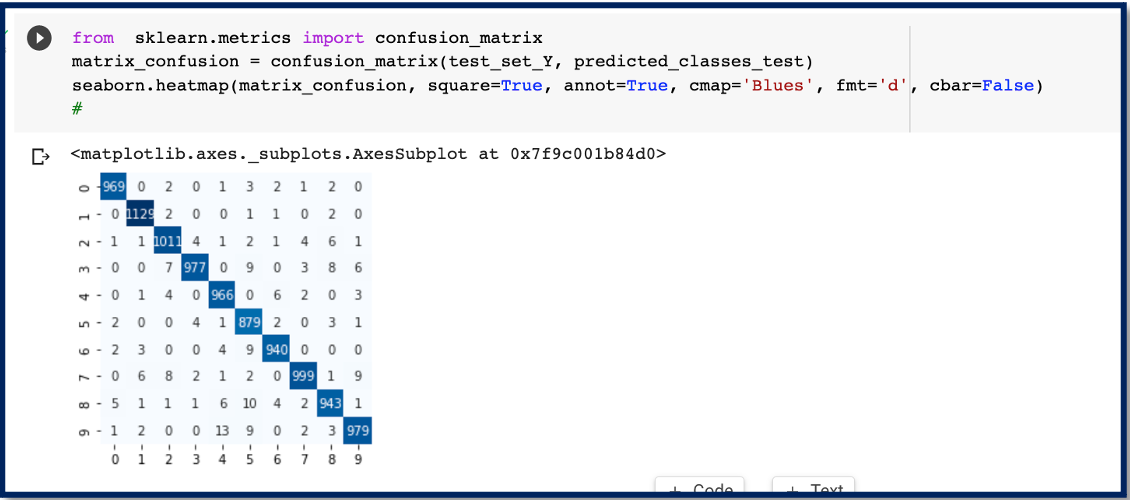 from  sklearn.metrics import confusion_matrix
matrix_confusion = confusion_matrix(test_set_Y, predicted_classes_test)
seaborn.heatmap(matrix_confusion, square=True, annot=True, cmap='Blues', fmt='d', cbar=False)
#
<matplotlib.axes._subplots.AxesSubplot at 0x7f9c001b84d0>
0 - 969 0 2 0 1 3 2 1 2 0
1 - 0 1129 2 0 0 1 1 0 2 0
2 - 1 1 1011 4 1 2 1 4 6 1
3 - 0 0 7 977 0 9 0 3 8 6
4 - 0 1 4 0 966 0 6 2 0 3
5 - 2 0 0 4 1 879 2 0 3 1
6 - 2 3 0 0 4 9 940 0 0 0
7 - 0 6 8 2 1 2 0 999 1 9
8 - 5 1 1 1 6 10 4 2 943 1
9 - 1 2 0 0 13 9 0 2 3 979
0 1 2 3 4 5 6 7 8 9
+ Code + Text